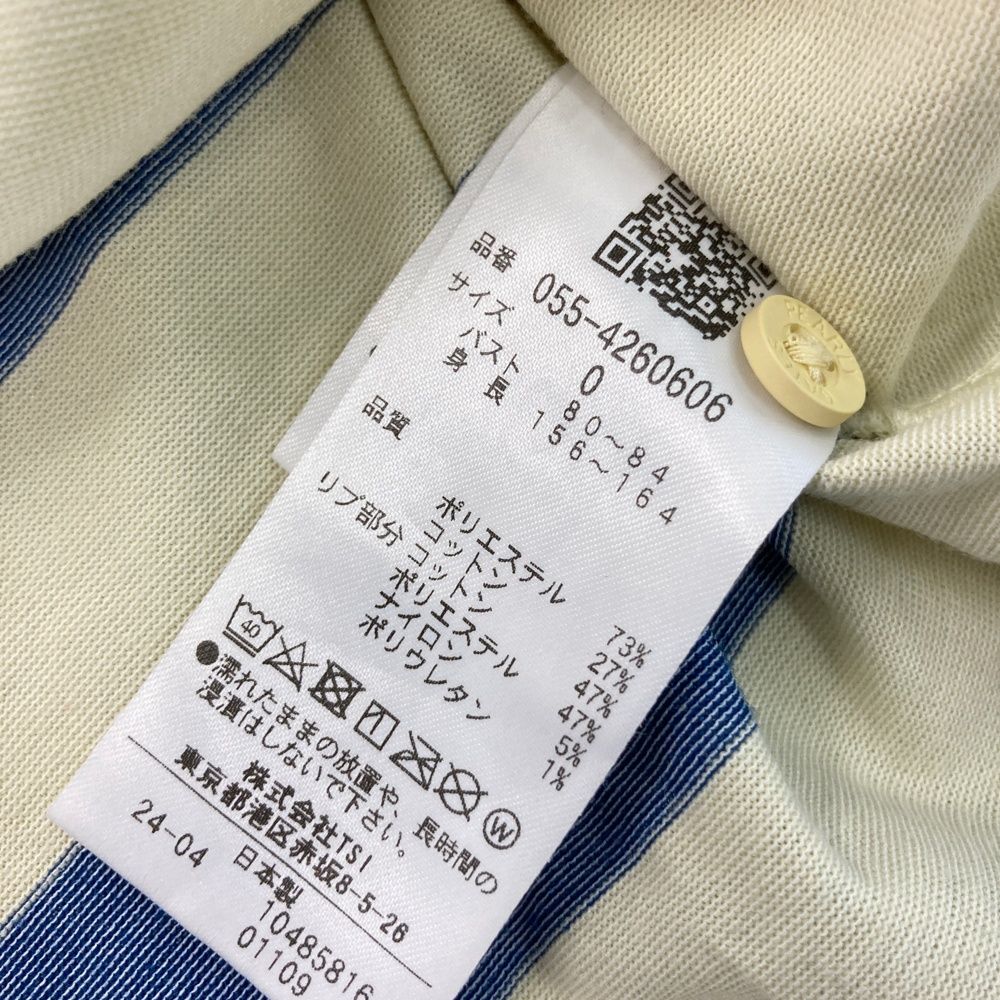 品番 055-4260606
サイズ 0
バスト 80~84
身長 156~164
品質
ポリエステル 73%
コットン 27%
リブ部分 コットン 47%
ポリエステル 47%
ナイロン 5%
ポリウレタン 1%
40
W
●濡れたままの放置や、長時間の
浸漬はしないで下さい。
株式会社TSI
東京都港区赤坂8-5-26
24-04 日本製
10485816
01109
PEARLY